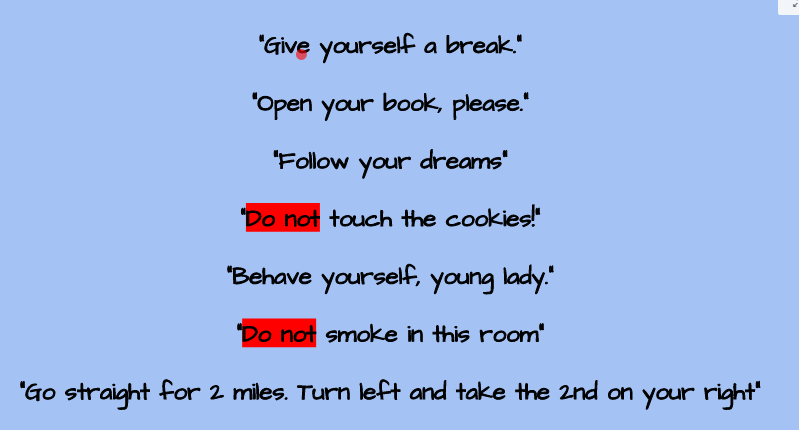 "Give yourself a break."
"Open your book, please."
"Follow your dreams"
"Do not touch the cookies!"
"Behave yourself, young lady."
"Do not smoke in this room"
"Go straight for 2 miles. Turn left and take the 2nd on your right"